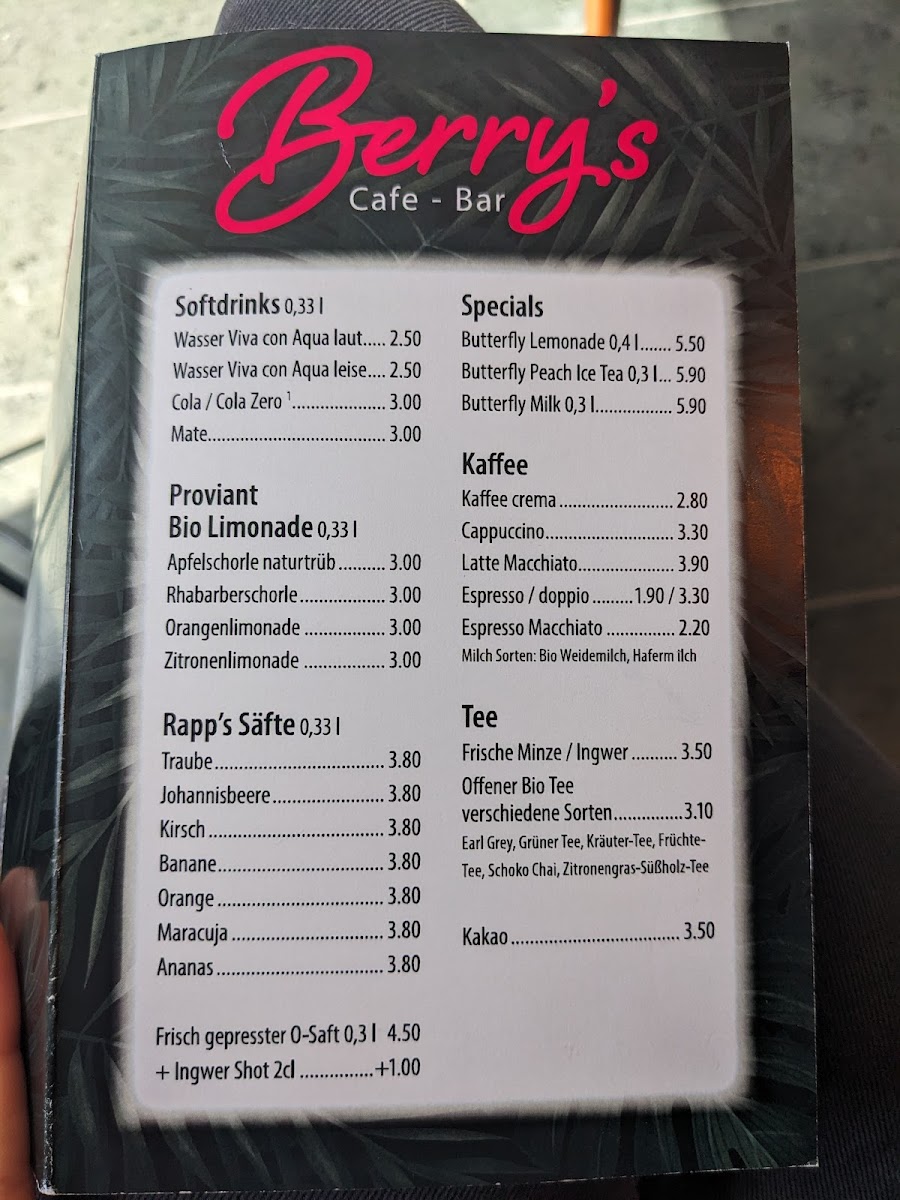 Berry's
Cafe - Bar
Softdrinks 0,33 l
Wasser Viva con Aqua laut..... 2.50
Wasser Viva con Aqua leise.... 2.50
Cola / Cola Zero ¹.................... 3.00
Mate.................................... 3.00
Proviant
Bio Limonade 0,33 l
Apfelschorle naturtrüb.......... 3.00
Rhabarberschorle.................. 3.00
Orangenlimonade ................. 3.00
Zitronenlimonade ................. 3.00
Rapp's Säfte 0,33 l
Traube.................................... 3.80
Johannisbeere........................ 3.80
Kirsch...................................... 3.80
Banane.................................... 3.80
Orange.................................... 3.80
Maracuja................................. 3.80
Ananas.................................... 3.80
Frisch gepresster O-Saft 0,3 l 4.50
+ Ingwer Shot 2cl ...............+1.00
Specials
Butterfly Lemonade 0,4 l....... 5.50
Butterfly Peach Ice Tea 0,3 l... 5.90
Butterfly Milk 0,3 l................. 5.90
Kaffee
Kaffee crema......................... 2.80
Cappuccino............................ 3.30
Latte Macchiato..................... 3.90
Espresso / doppio .........1.90 / 3.30
Espresso Macchiato ............... 2.20
Milch Sorten: Bio Weidemilch, Haferm ilch
Tee
Frische Minze / Ingwer.......... 3.50
Offener Bio Tee
verschiedene Sorten...............3.10
Earl Grey, Grüner Tee, Kräuter-Tee, Früchte-
Tee, Schoko Chai, Zitronengras-Süßholz-Tee
Kakao.................................... 3.50